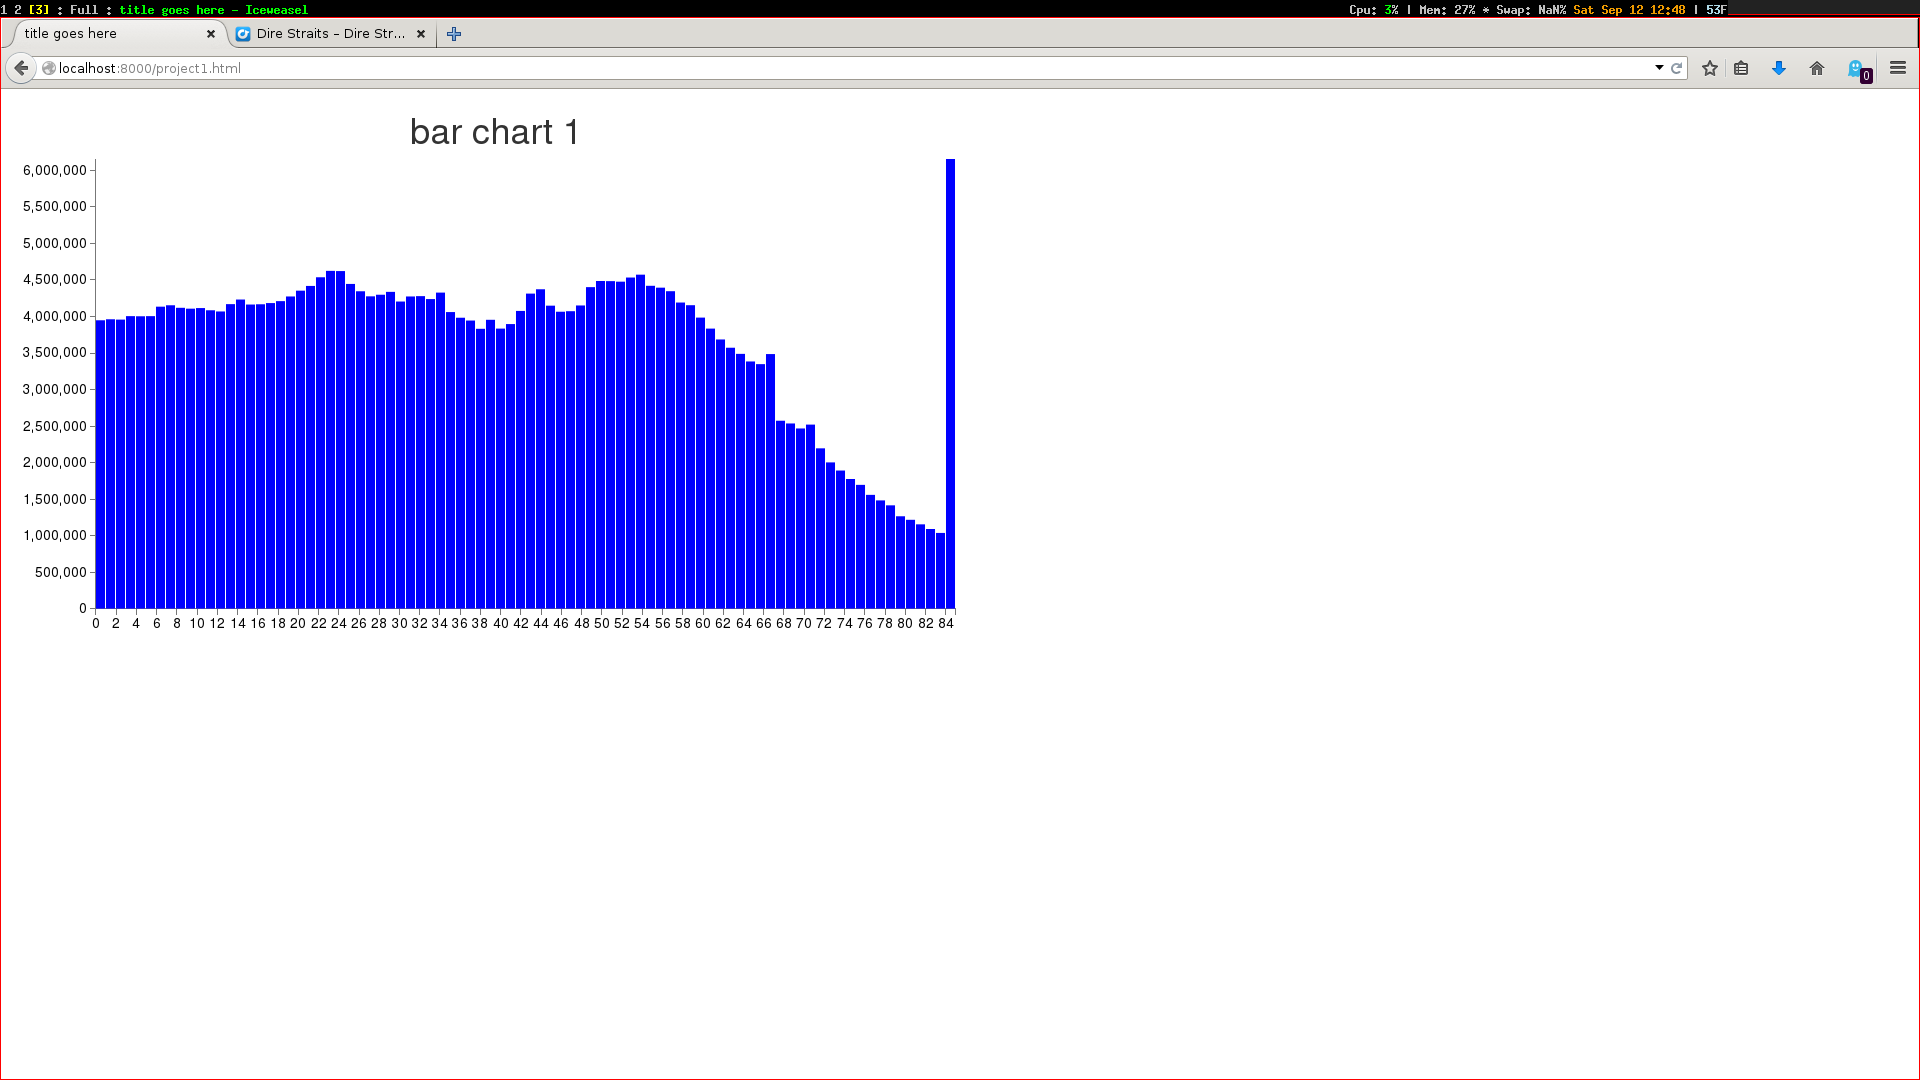 1 2 [3] : Full : title goes here - Iceweasel Cpu: 3% | Mem: 27% * Swap: NaN% Sat Sep 12 12:48 | 53F
title goes here Dire Straits – Dire Str...
localhost:8000/project1.html 0
bar chart 1
6,000,000
5,500,000
5,000,000
4,500,000
4,000,000
3,500,000
3,000,000
2,500,000
2,000,000
1,500,000
1,000,000
500,000
0
0 2 4 6 8 10 12 14 16 18 20 22 24 26 28 30 32 34 36 38 40 42 44 46 48 50 52 54 56 58 60 62 64 66 68 70 72 74 76 78 80 82 84